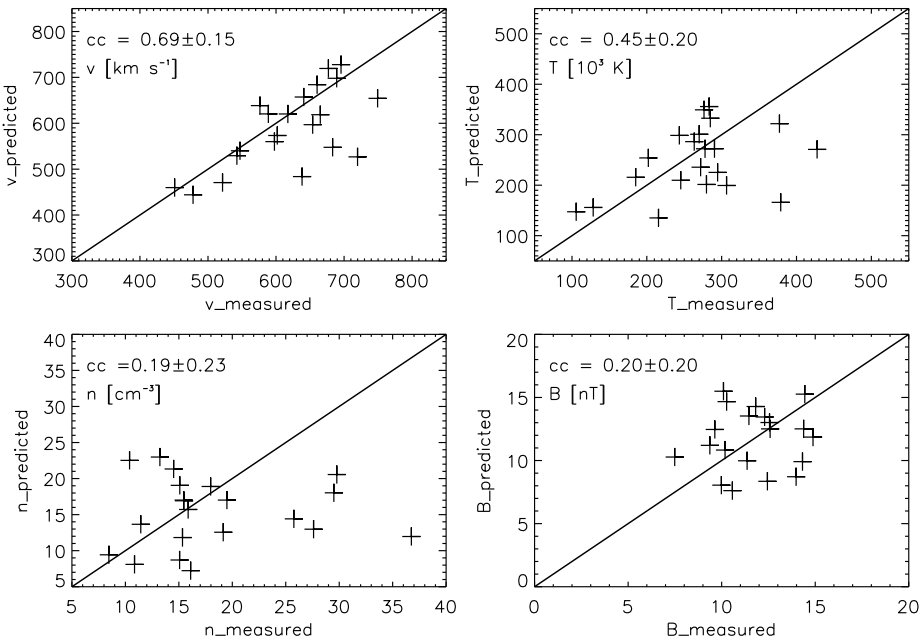 800
700
600
500
400
300
v_predicted
cc = 0.69±0.15
v [km s⁻¹]
300 400 500 600 700 800
v_measured
500
400
300
200
100
T_predicted
cc = 0.45±0.20
T [10³ K]
100 200 300 400 500
T_measured
40
35
30
25
20
15
10
5
n_predicted
cc =0.19±0.23
n [cm⁻³]
5 10 15 20 25 30 35 40
n_measured
20
15
10
5
0
B_predicted
cc = 0.20±0.20
B [nT]
0 5 10 15 20
B_measured